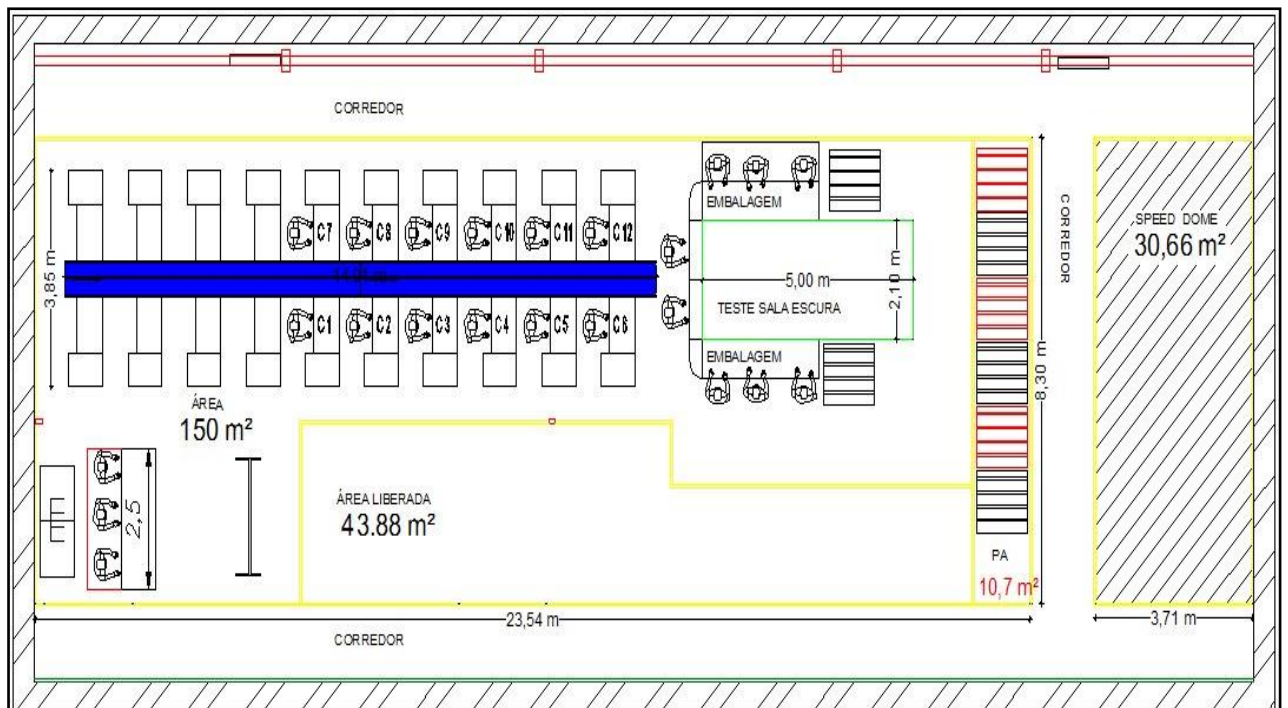 CORREDOR
C7
C8
C9
C10
C11
C12
EMBALAGEM
SPEED DOME
30,66 m²
CORREDOR
3,85 m
5,00 m
2,10 m
TESTE SALA ESCURA
C1
C2
C3
C4
C5
C6
EMBALAGEM
8,30 m
ÁREA
150 m²
2,5
ÁREA LIBERADA
43.88 m²
PA
10,7 m²
23,54 m
3,71 m
CORREDOR